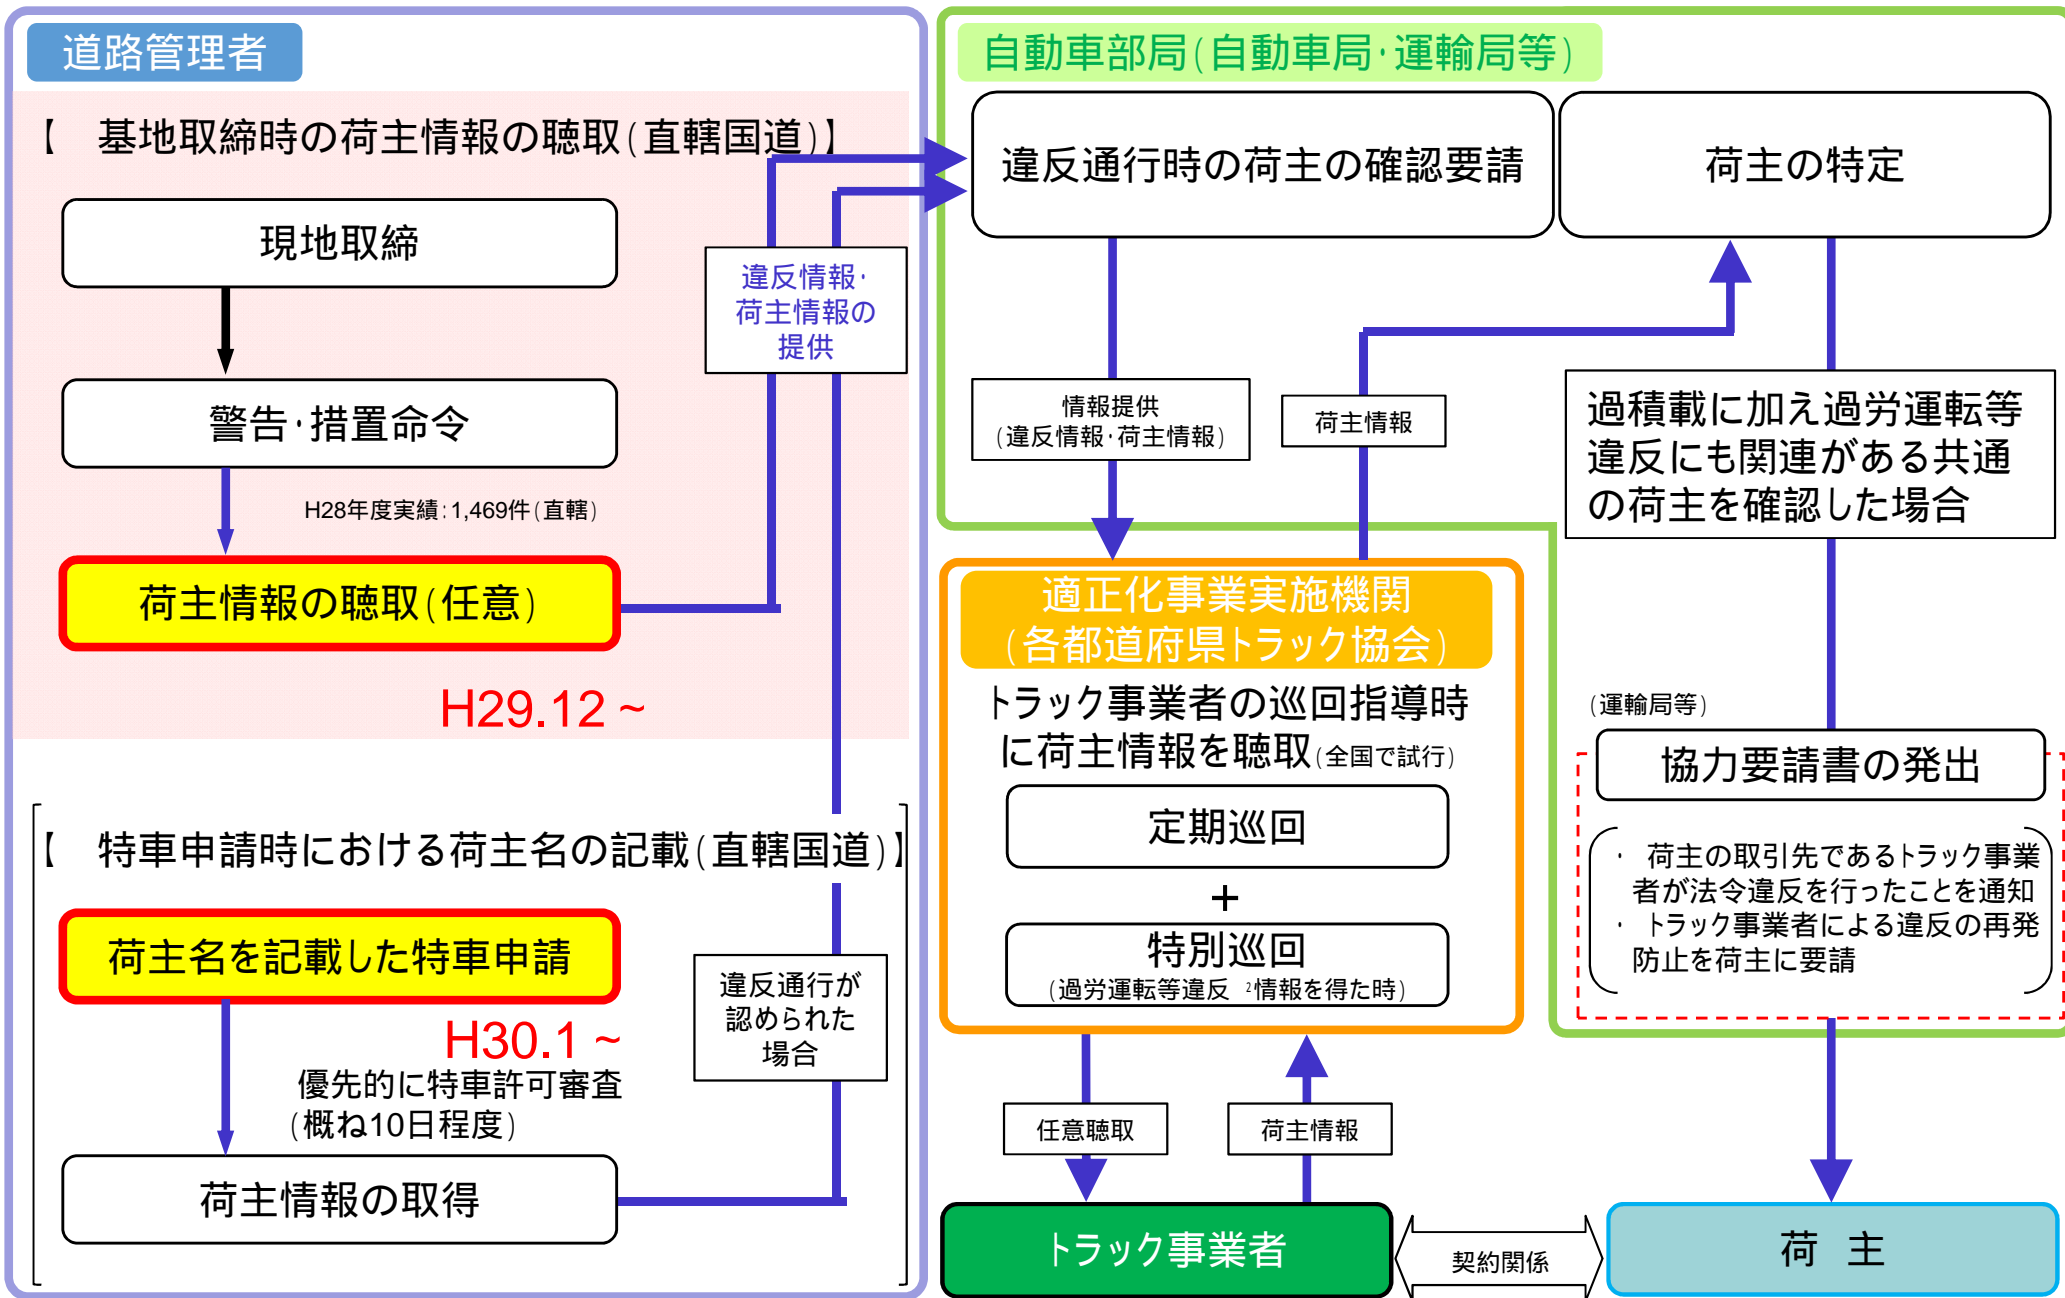 道路管理者
【　基地取締時の荷主情報の聴取(直轄国道)】
現地取締
警告・措置命令
H28年度実績:1,469件(直轄)
荷主情報の聴取(任意)
H29.12 ~
【　特車申請時における荷主名の記載(直轄国道)】
荷主名を記載した特車申請
H30.1 ~
優先的に特車許可審査
(概ね10日程度)
荷主情報の取得
違反情報・
荷主情報の
提供
違反通行が
認められた
場合
自動車部局(自動車局・運輸局等)
違反通行時の荷主の確認要請
荷主の特定
情報提供
(違反情報・荷主情報)
荷主情報
過積載に加え過労運転等
違反にも関連がある共通
の荷主を確認した場合
適正化事業実施機関
(各都道府県トラック協会)
トラック事業者の巡回指導時
に荷主情報を聴取(全国で試行)
定期巡回
+
特別巡回
(過労運転等違反 2情報を得た時)
(運輸局等)
協力要請書の発出
・ 荷主の取引先であるトラック事業
者が法令違反を行ったことを通知
・ トラック事業者による違反の再発
防止を荷主に要請
任意聴取
荷主情報
トラック事業者
契約関係
荷 主